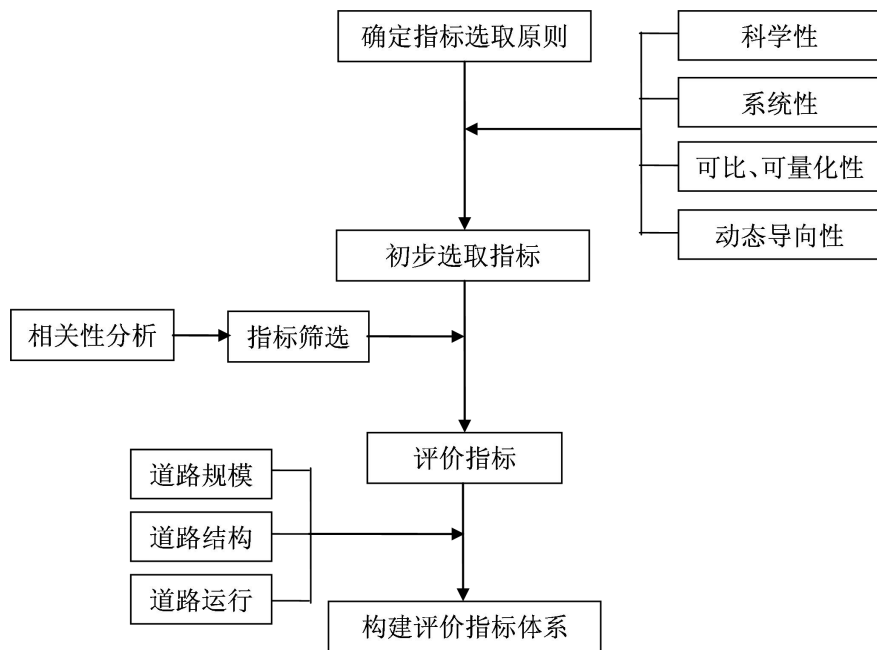 确定指标选取原则
科学性
系统性
可比、可量化性
动态导向性
初步选取指标
相关性分析
指标筛选
评价指标
道路规模
道路结构
道路运行
构建评价指标体系